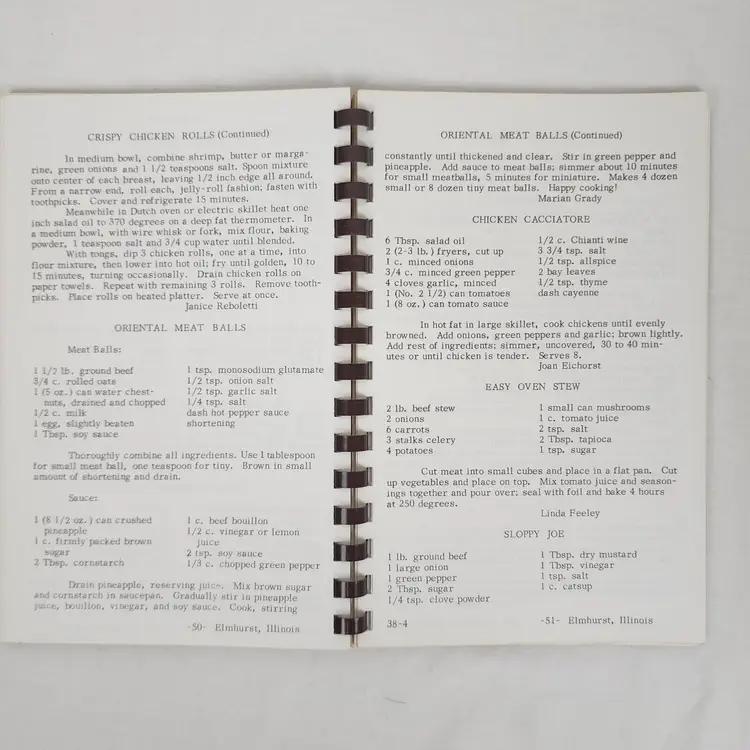 CRISPY CHICKEN ROLLS (Continued)
In medium bowl, combine shrimp, butter or marga-
rine, green onions and 1 1/2 teaspoons salt. Spoon mixture
onto center of each breast, leaving 1/2 inch edge all around.
From a narrow end, roll each, jelly-roll fashion; fasten with
toothpicks. Cover and refrigerate 15 minutes.
Meanwhile in Dutch oven or electric skillet heat one
inch salad oil to 370 degrees on a deep fat thermometer. In
a medium bowl, with wire whisk or fork, mix flour, baking
powder, 1 teaspoon salt and 3/4 cup water until blended.
With tongs, dip 3 chicken rolls, one at a time, into
flour mixture, then lower into hot oil; fry until golden, 10 to
15 minutes, turning occasionally. Drain chicken rolls on
paper towels. Repeat with remaining 3 rolls. Remove tooth-
picks. Place rolls on heated platter. Serve at once.
Janice Reboletti
ORIENTAL MEAT BALLS
Meat Balls:
1 1/2 lb. ground beef
3/4 c. rolled oats
1 (5 oz.) can water chest-
nuts, drained and chopped
1/2 c. milk
1 egg, slightly beaten
1 Tbsp. soy sauce
1 tsp. monosodium glutamate
1/2 tsp. onion salt
1/2 tsp. garlic salt
1/4 tsp. salt
dash hot pepper sauce
shortening
Thoroughly combine all ingredients. Use 1 tablespoon
for small meat ball, one teaspoon for tiny. Brown in small
amount of shortening and drain.
Sauce:
1 (8 1/2 oz.) can crushed
pineapple
1 c. firmly packed brown
sugar
2 Tbsp. cornstarch
1 c. beef bouillon
1/2 c. vinegar or lemon
juice
2 tsp. soy sauce
1/3 c. chopped green pepper
Drain pineapple, reserving juice. Mix brown sugar
and cornstarch in saucepan. Gradually stir in pineapple
juice, bouillon, vinegar, and soy sauce. Cook, stirring
-50- Elmhurst, Illinois
ORIENTAL MEAT BALLS (Continued)
constantly until thickened and clear. Stir in green pepper and
pineapple. Add sauce to meat balls; simmer about 10 minutes
for small meatballs, 5 minutes for miniature. Makes 4 dozen
small or 8 dozen tiny meat balls. Happy cooking!
Marian Grady
CHICKEN CACCIATORE
6 Tbsp. salad oil
2 (2-3 lb.) fryers, cut up
1 c. minced onions
3/4 c. minced green pepper
4 cloves garlic, minced
1 (No. 2 1/2) can tomatoes
1 (8 oz.) can tomato sauce
1/2 c. Chianti wine
3 3/4 tsp. salt
1/2 tsp. allspice
2 bay leaves
1/2 tsp. thyme
dash cayenne
In hot fat in large skillet, cook chickens until evenly
browned. Add onions, green peppers and garlic; brown lightly.
Add rest of ingredients; simmer, uncovered, 30 to 40 min-
utes or until chicken is tender. Serves 8.
Joan Eichorst
EASY OVEN STEW
2 lb. beef stew
2 onions
6 carrots
3 stalks celery
4 potatoes
1 small can mushrooms
1 c. tomato juice
2 tsp. salt
2 Tbsp. tapioca
1 tsp. sugar
Cut meat into small cubes and place in a flat pan. Cut
up vegetables and place on top. Mix tomato juice and season-
ings together and pour over; seal with foil and bake 4 hours
at 250 degrees.
Linda Feeley
SLOPPY JOE
1 lb. ground beef
1 large onion
1 green pepper
2 Tbsp. sugar
1/4 tsp. clove powder
1 Tbsp. dry mustard
1 Tbsp. vinegar
1 tsp. salt
1 c. catsup
38-4
-51- Elmhurst, Illinois